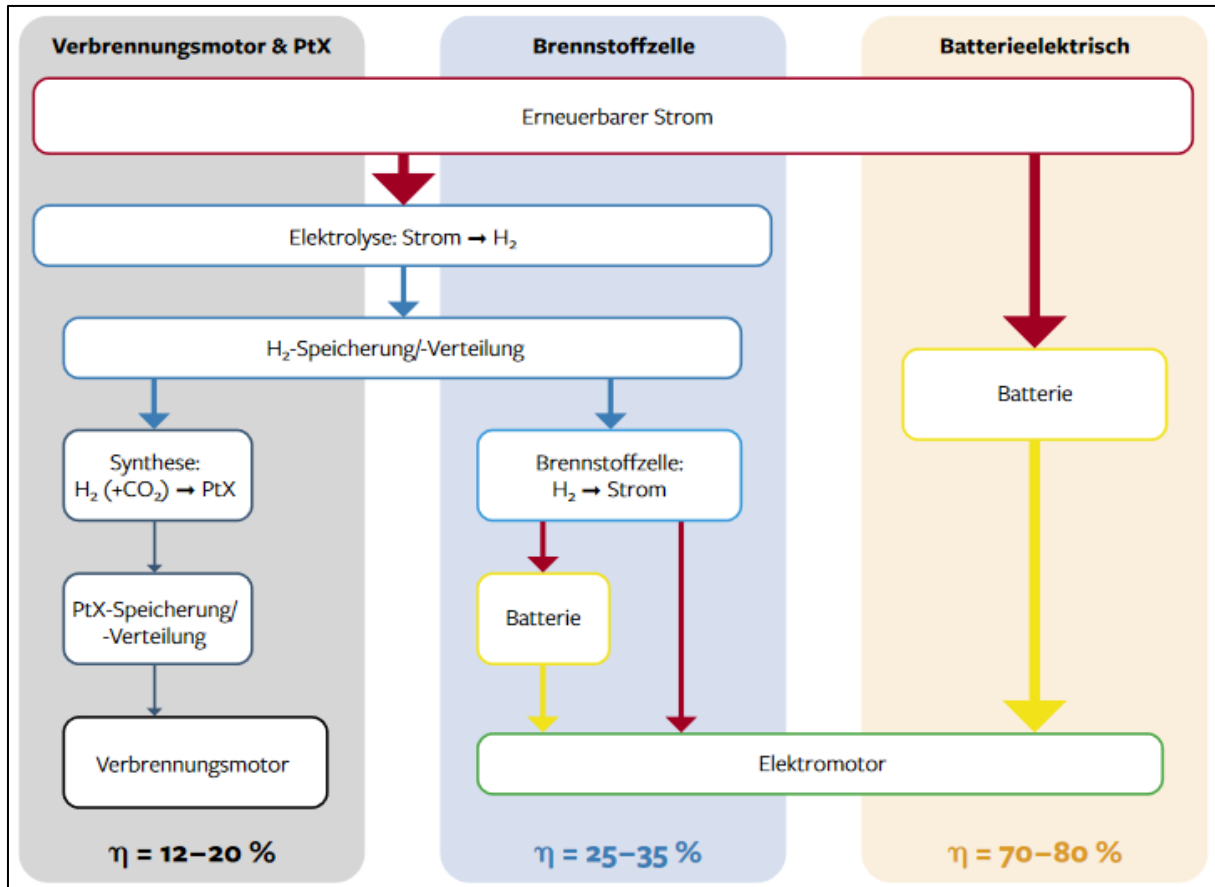 Verbrennungsmotor & PtX
Brennstoffzelle
Batterieelektrisch
Erneuerbarer Strom
Elektrolyse: Strom → H₂
H₂-Speicherung/-Verteilung
Batterie
Synthese:
H₂ (+CO₂) → PtX
Brennstoffzelle:
H₂ → Strom
PtX-Speicherung/
-Verteilung
Batterie
Verbrennungsmotor
Elektromotor
η = 12–20 %
η = 25–35 %
η = 70–80 %